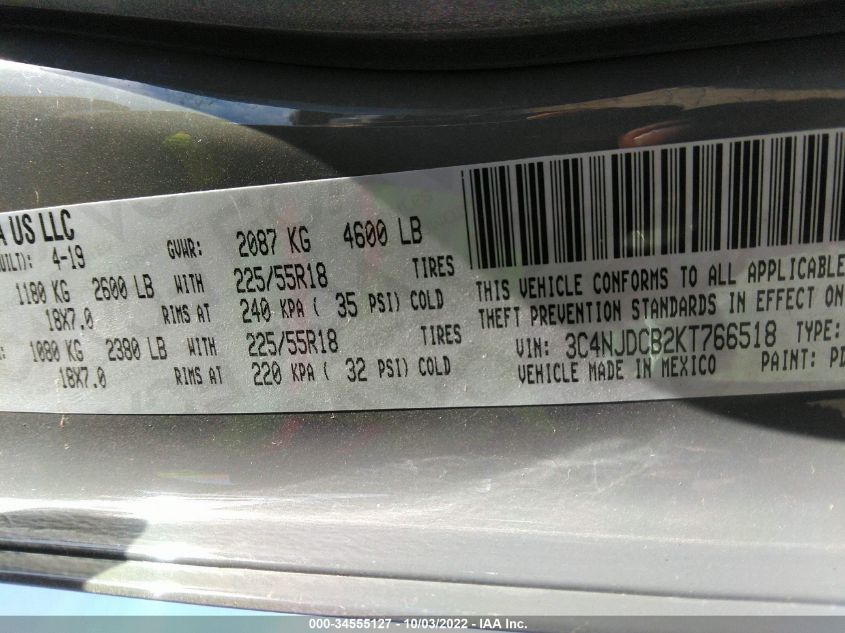 A US LLC
UILT): 4-19 GVWR: 2087 KG 4600 LB
1180 KG 2600 LB WITH 225/55R18 TIRES
18X7.0 RIMS AT 240 KPA ( 35 PSI) COLD
: 1080 KG 2380 LB WITH 225/55R18 TIRES
18X7.0 RIMS AT 220 KPA ( 32 PSI) COLD
THIS VEHICLE CONFORMS TO ALL APPLICABLE
THEFT PREVENTION STANDARDS IN EFFECT ON
VIN: 3C4NJDCB2KT766518 TYPE:
VEHICLE MADE IN MEXICO PAINT: PD
000-34555127 - 10/03/2022 - IAA Inc.